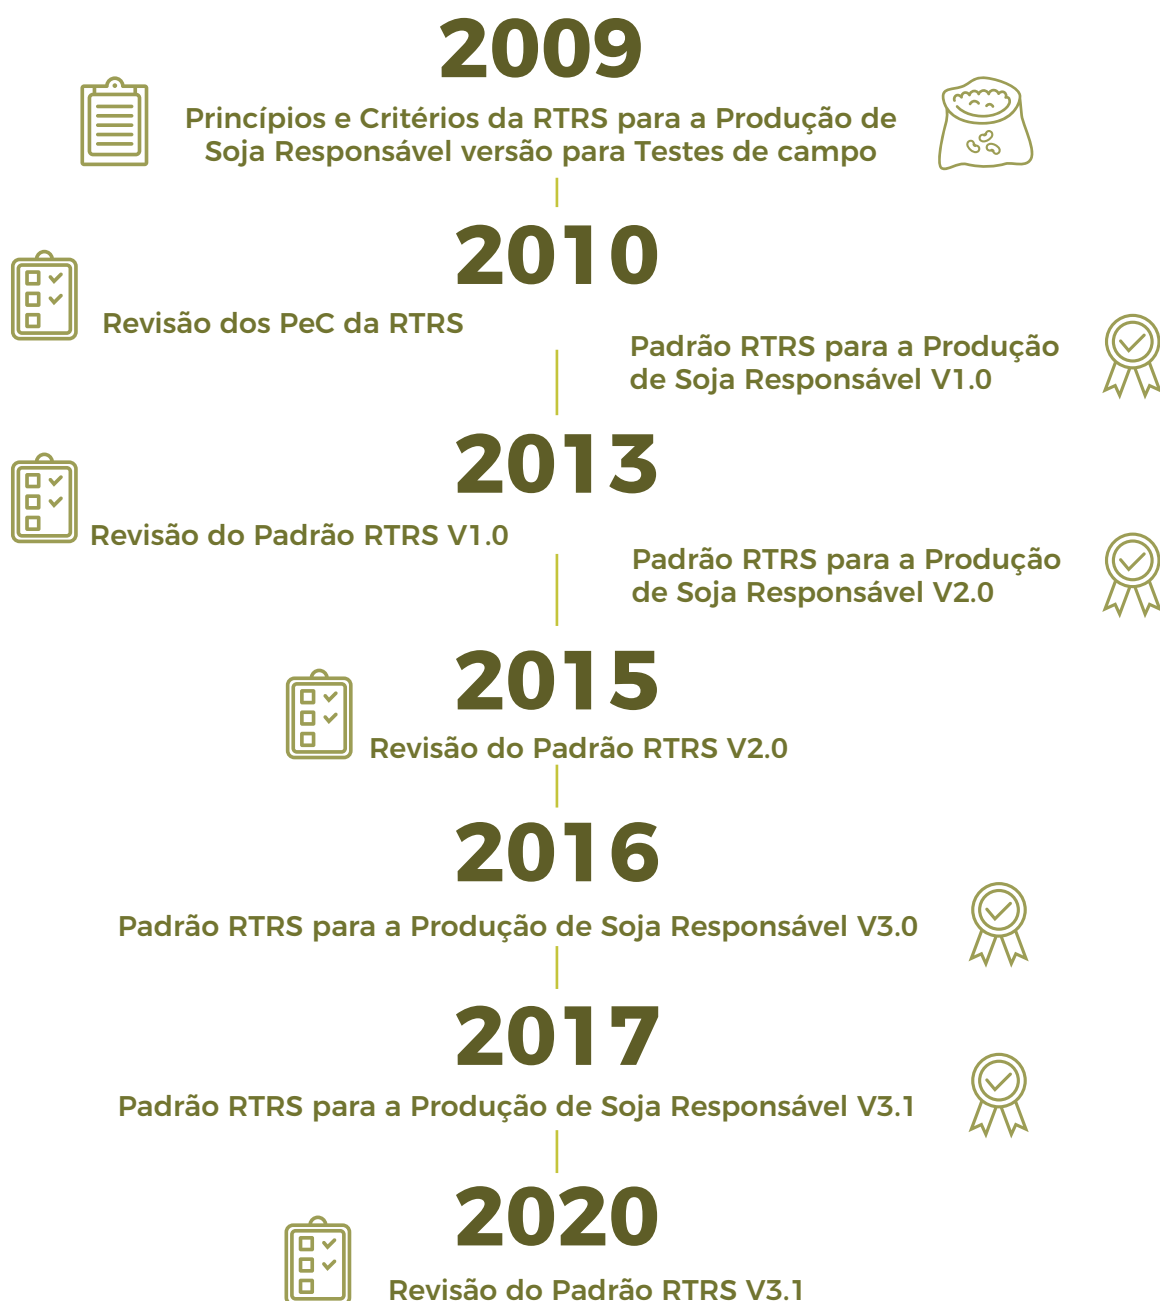 2009
Princípios e Critérios da RTRS para a Produção de
Soja Responsável versão para Testes de campo
2010
Revisão dos PeC da RTRS
Padrão RTRS para a Produção
de Soja Responsável V1.0
2013
Revisão do Padrão RTRS V1.0
Padrão RTRS para a Produção
de Soja Responsável V2.0
2015
Revisão do Padrão RTRS V2.0
2016
Padrão RTRS para a Produção de Soja Responsável V3.0
2017
Padrão RTRS para a Produção de Soja Responsável V3.1
2020
Revisão do Padrão RTRS V3.1